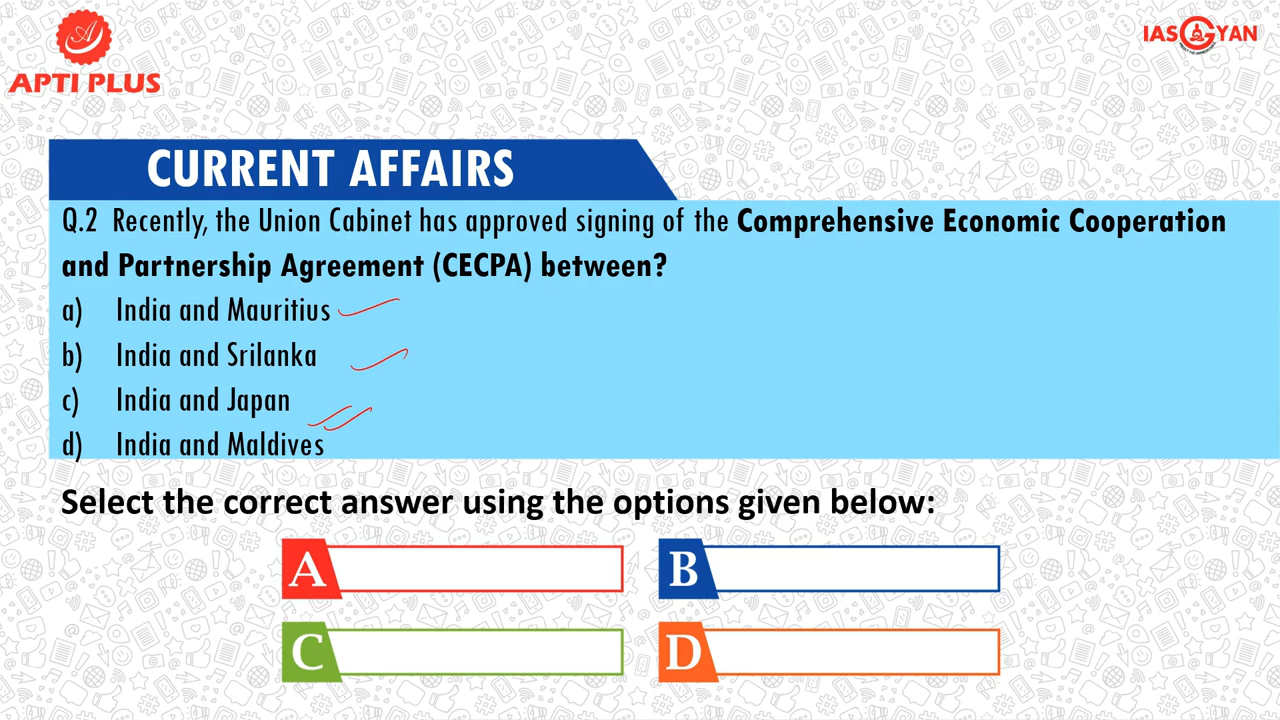 APTI PLUS
IAS GYAN
CURRENT AFFAIRS
Q.2 Recently, the Union Cabinet has approved signing of the Comprehensive Economic Cooperation
and Partnership Agreement (CECPA) between?
a) India and Mauritius
b) India and Srilanka
c) India and Japan
d) India and Maldives
Select the correct answer using the options given below:
A
B
C
D